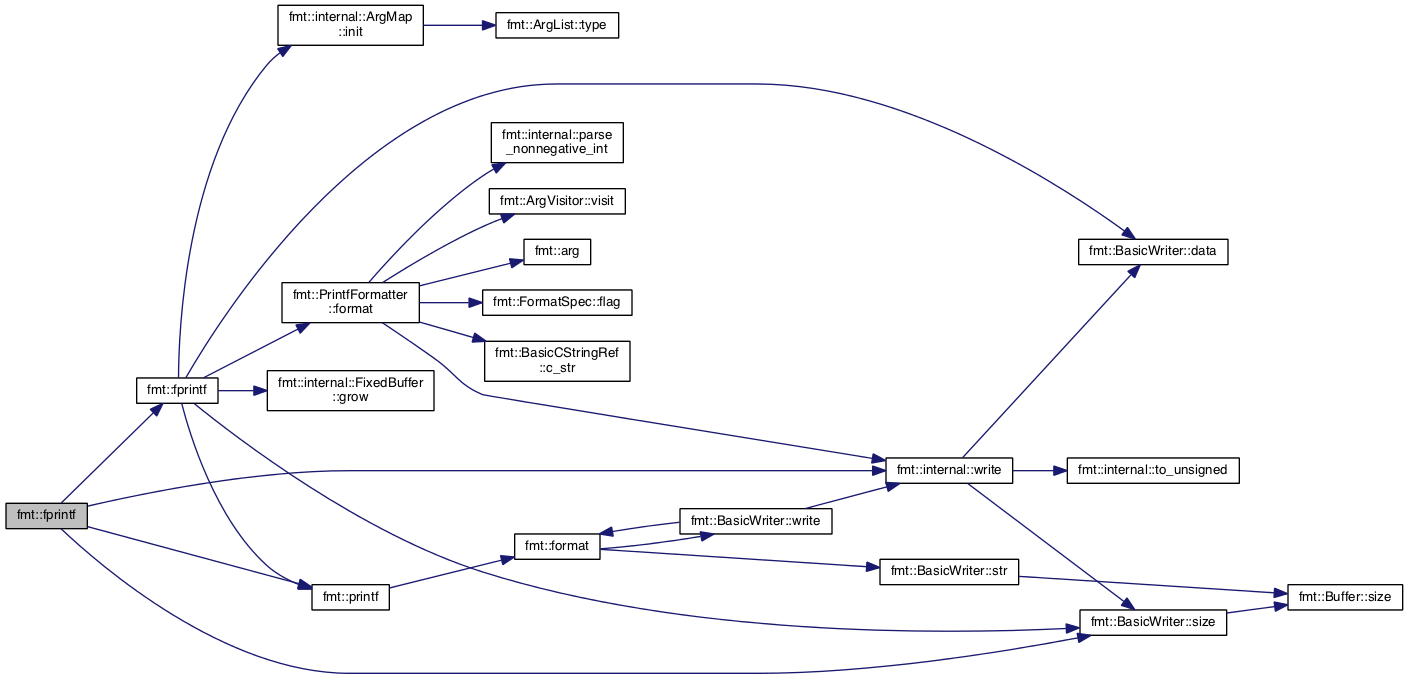 fmt::internal::ArgMap
::init
fmt::ArgList::type
fmt::internal::parse
_nonnegative_int
fmt::ArgVisitor::visit
fmt::arg
fmt::BasicWriter::data
fmt::PrintfFormatter
::format
fmt::FormatSpec::flag
fmt::BasicCStringRef
::c_str
fmt::fprintf
fmt::internal::FixedBuffer
::grow
fmt::internal::write
fmt::internal::to_unsigned
fmt::fprintf
fmt::BasicWriter::write
fmt::format
fmt::BasicWriter::str
fmt::printf
fmt::Buffer::size
fmt::BasicWriter::size